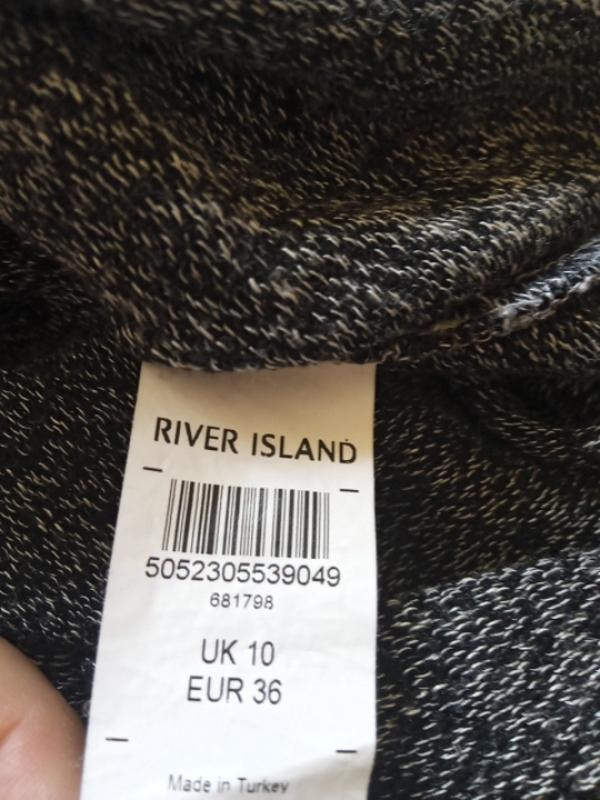 RIVER ISLAND
5052305539049
681798
UK 10
EUR 36
Made in Turkey